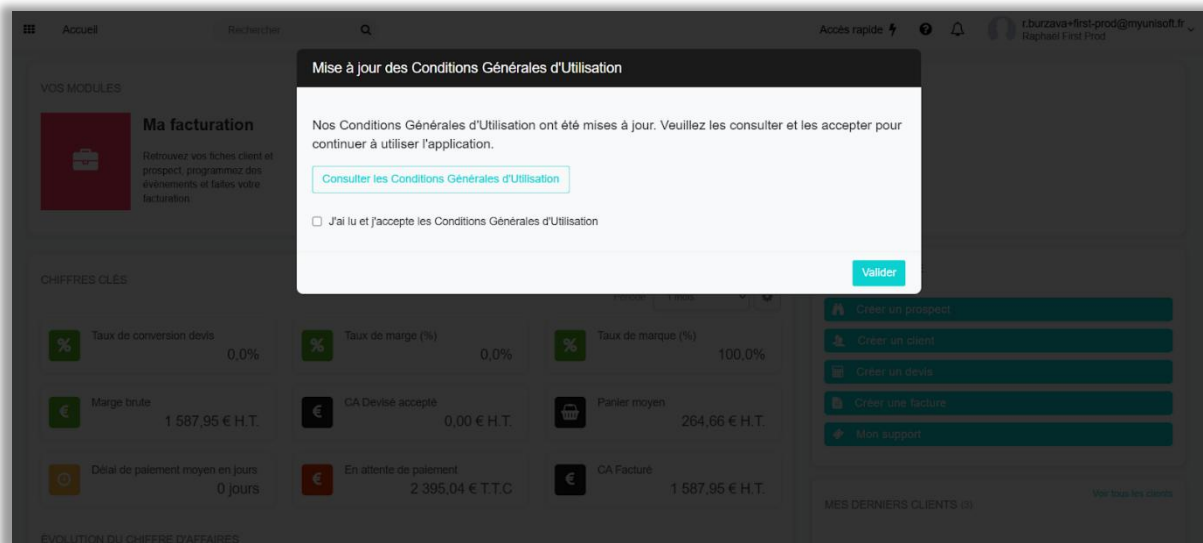 Accueil
Rechercher
Accès rapide
r.burzava+first-prod@myunisoft.fr
Raphaël First Prod
Mise à jour des Conditions Générales d'Utilisation
Nos Conditions Générales d'Utilisation ont été mises à jour. Veuillez les consulter et les accepter pour
continuer à utiliser l'application.
Consulter les Conditions Générales d'Utilisation
J'ai lu et j'accepte les Conditions Générales d'Utilisation
Valider
VOS MODULES
Ma facturation
Retrouvez vos fiches client et
prospect, programmez des
évènements et faites votre
facturation
CHIFFRES CLÉS
1 mois
Taux de conversion devis
0,0%
Taux de marge (%)
0,0%
Taux de marque (%)
100,0%
Marge brute
1 587,95 € H.T.
CA Devisé accepté
0,00 € H.T.
Panier moyen
264,66 € H.T.
Délai de paiement moyen en jours
0 jours
En attente de paiement
2 395,04 € T.T.C
CA Facturé
1 587,95 € H.T.
Créer un prospect
Créer un client
Créer un devis
Créer une facture
Mon support
MES DERNIERS CLIENTS
Voir tous les clients
ÉVOLUTION DU CHIFFRE D'AFFAIRES